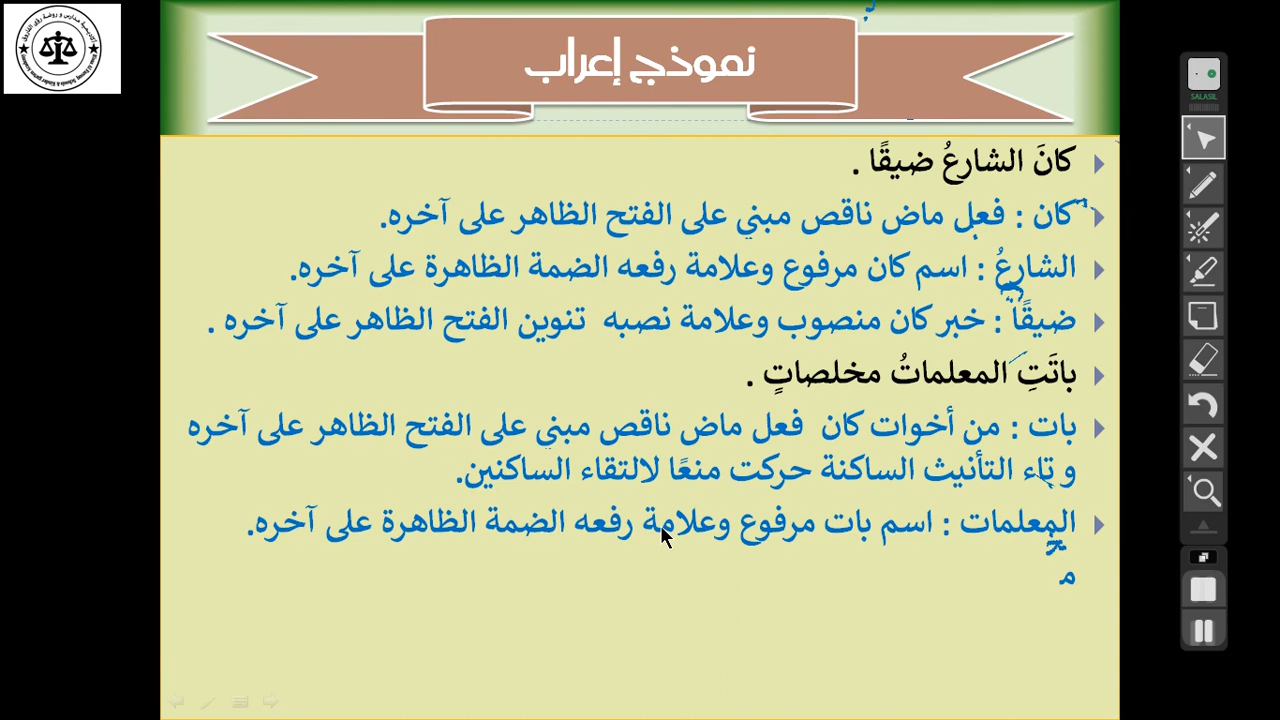 نموذج إعراب
كانَ الشارعُ ضيقًا .
كان : فعل ماض ناقص مبني على الفتح الظاهر على آخره.
الشارعُ : اسم كان مرفوع وعلامة رفعه الضمة الظاهرة على آخره.
ضيقًا : خبر كان منصوب وعلامة نصبه تنوين الفتح الظاهر على آخره .
باتَتِ المعلماتُ مخلصاتٍ .
بات : من أخوات كان فعل ماض ناقص مبني على الفتح الظاهر على آخره
و تاء التأنيث الساكنة حركت منعًا لالتقاء الساكنين.
المعلمات : اسم بات مرفوع وعلامة رفعه الضمة الظاهرة على آخره.
م
SALASIL